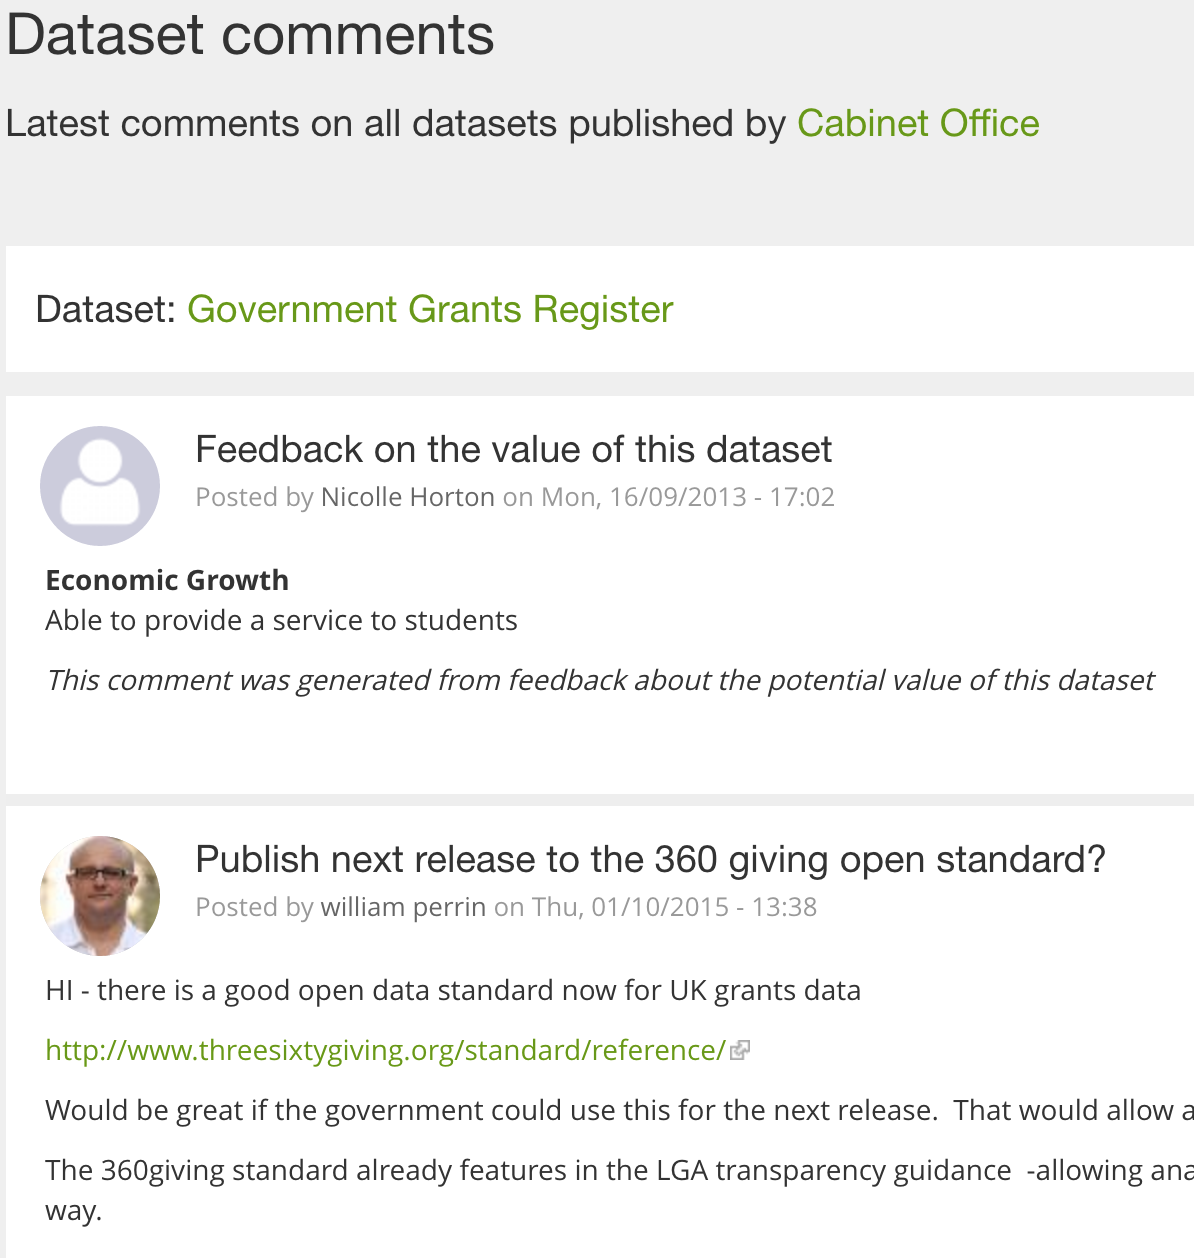 Dataset comments
Latest comments on all datasets published by Cabinet Office
Dataset: Government Grants Register
Feedback on the value of this dataset
Posted by Nicolle Horton on Mon, 16/09/2013 - 17:02
Economic Growth
Able to provide a service to students
This comment was generated from feedback about the potential value of this dataset
Publish next release to the 360 giving open standard?
Posted by william perrin on Thu, 01/10/2015 - 13:38
HI - there is a good open data standard now for UK grants data
http://www.threesixtygiving.org/standard/reference/
Would be great if the government could use this for the next release.  That would allow a
The 360giving standard already features in the LGA transparency guidance  -allowing ana
way.